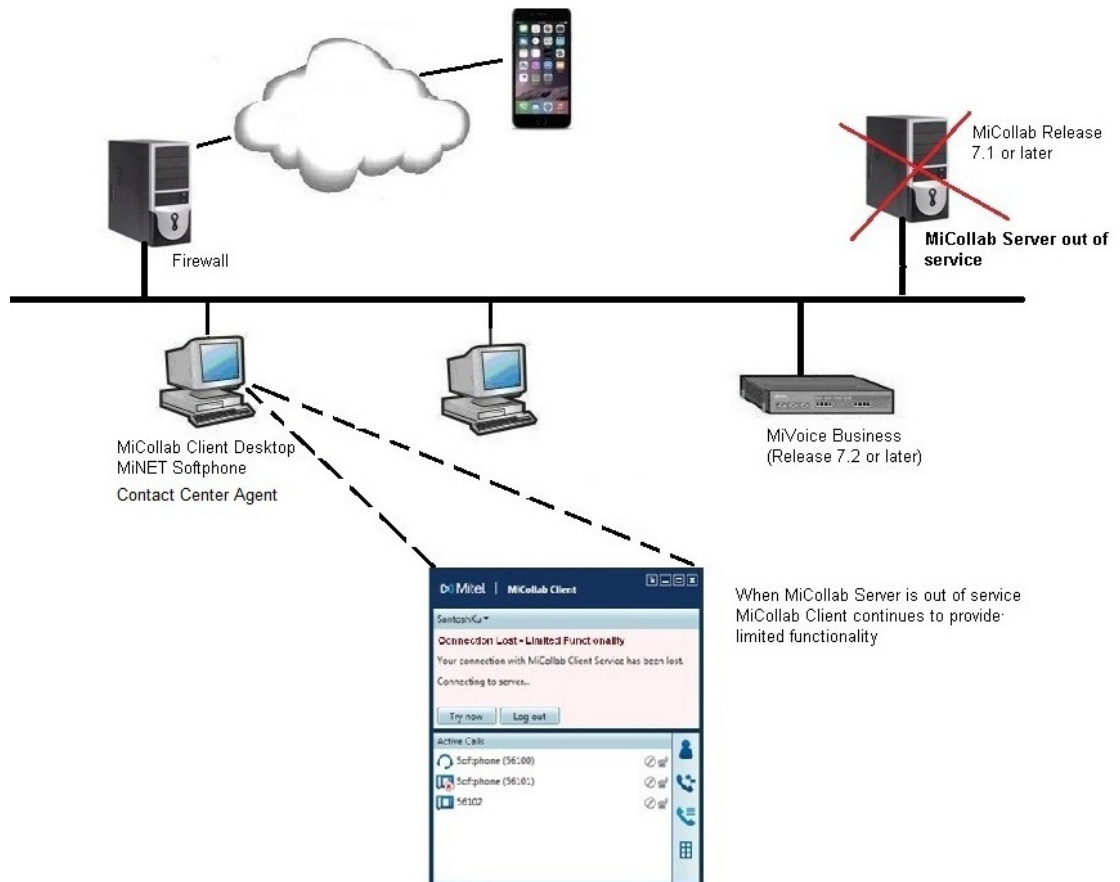 MiCollab Release
7.1 or later
MiCollab Server out of
service
Firewall
MiCollab Client Desktop
MiNET Softphone
Contact Center Agent
MiVoice Business
(Release 7.2 or later)
Mitel | MiCollab Client
SantoshKu
Connection Lost - Limited Functionality
Your connection with MiCollab Client Service has been lost.
Connecting to server...
Try now
Log out
Active Calls
Softphone (56100)
Softphone (56101)
56102
When MiCollab Server is out of service
MiCollab Client continues to provide
limited functionality